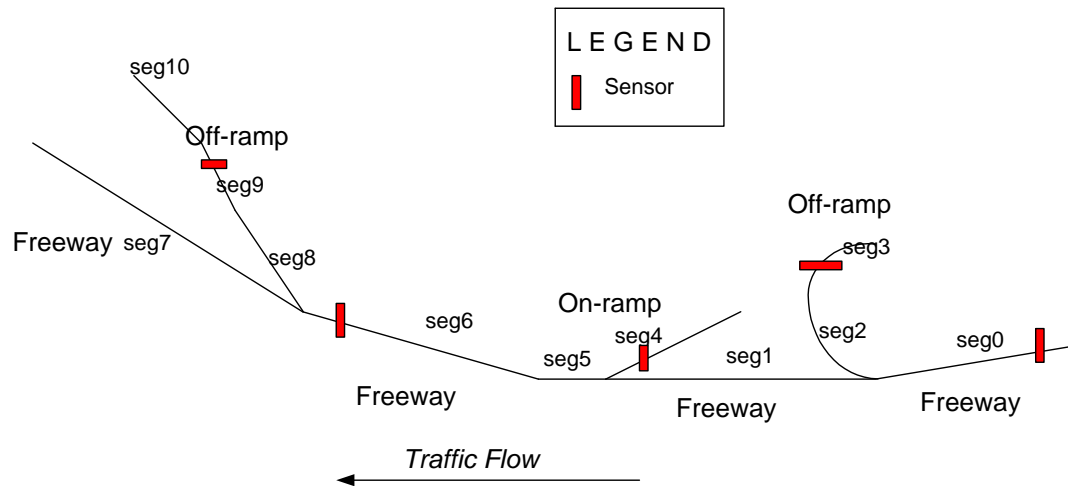 L E G E N D
Sensor
seg10
Off-ramp
seg9
Freeway
seg7
seg8
Off-ramp
seg3
On-ramp
seg4
seg6
seg2
seg0
seg5
seg1
Freeway
Freeway
Freeway
Traffic Flow